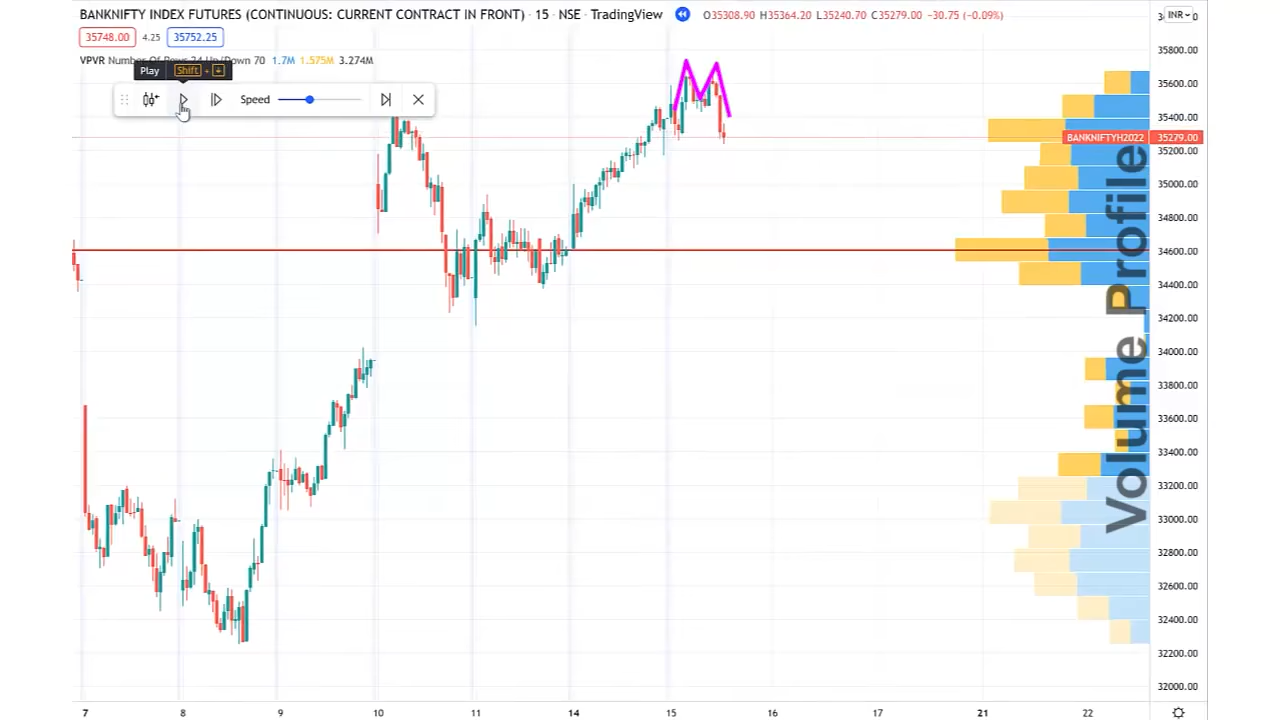 BANKNIFTY INDEX FUTURES (CONTINUOUS: CURRENT CONTRACT IN FRONT) · 15 · NSE · TradingView O35308.90 H35364.20 L35240.70 C35279.00 -30.75 (-0.09%)
INR
35748.00 4.25 35752.25
VPVR Number Of Rows 24 Up/Down 70 1.7M 1.575M 3.274M
Play Shift +
Speed
35800.00
35600.00
35400.00
BANKNIFTYH2022 35279.00
35200.00
35000.00
34800.00
34600.00
34400.00
34200.00
34000.00
33800.00
33600.00
33400.00
33200.00
33000.00
32800.00
32600.00
32400.00
32200.00
32000.00
Volume Profile
7 8 9 10 11 14 15 16 17 21 22